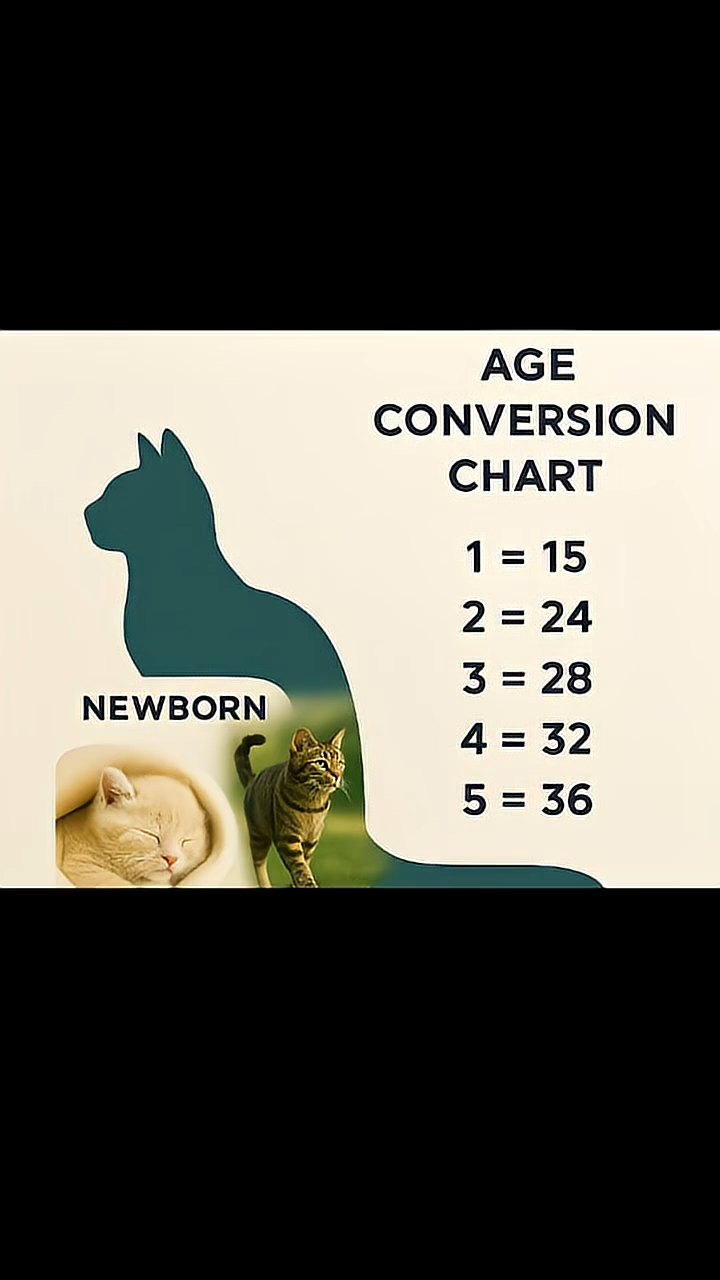 AGE
CONVERSION
CHART
1 = 15
2 = 24
3 = 28
4 = 32
5 = 36
NEWBORN